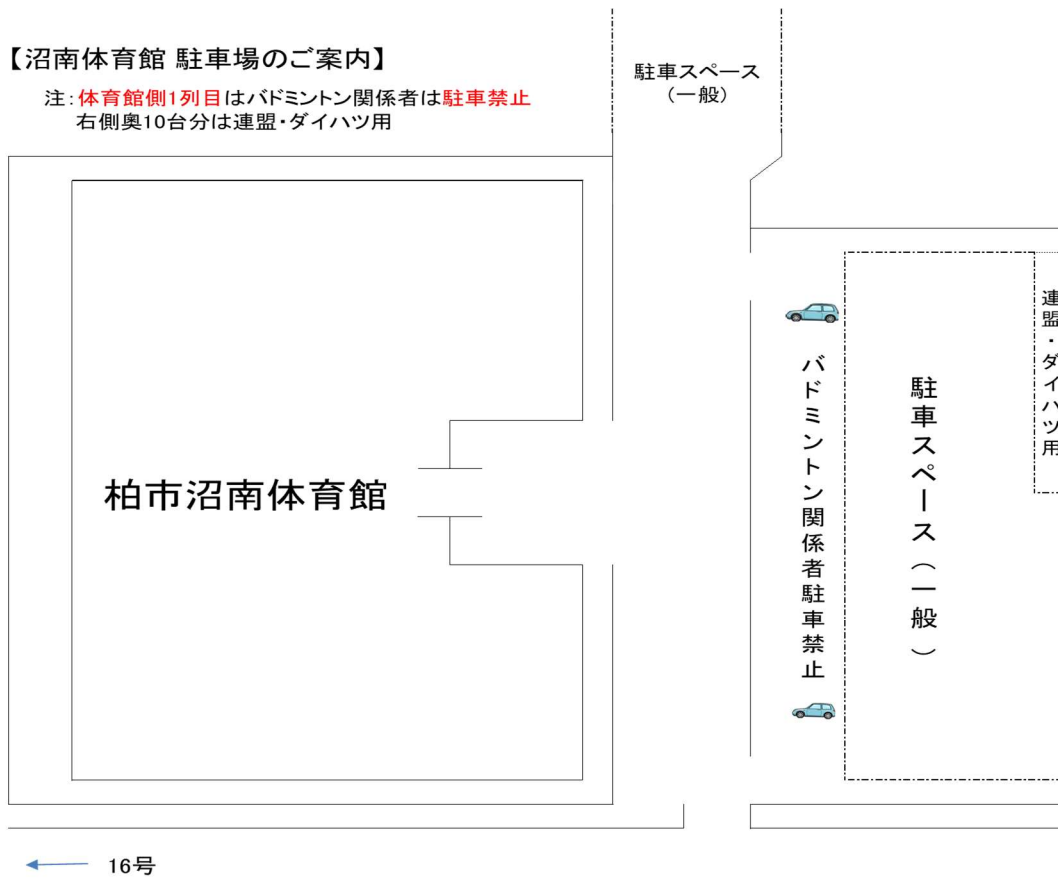 【沼南体育館 駐車場のご案内】
注:体育館側1列目はバドミントン関係者は駐車禁止
右側奥10台分は連盟・ダイハツ用
駐車スペース
(一般)
柏市沼南体育館
バドミントン関係者駐車禁止
駐車スペース(一般)
連盟・ダイハツ用
16号